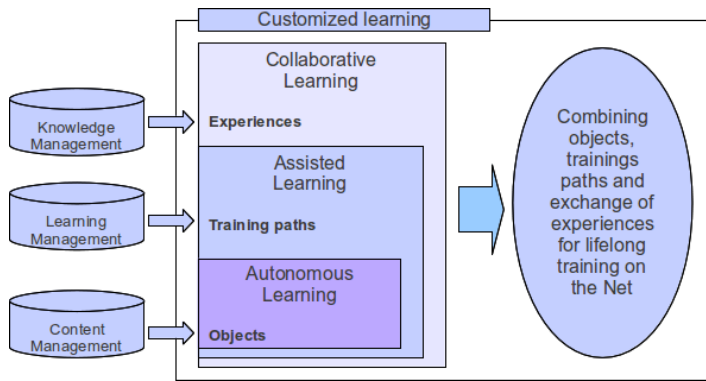 Customized learning
Collaborative
Learning
Experiences
Knowledge
Management
Assisted
Learning
Training paths
Learning
Management
Autonomous
Learning
Objects
Content
Management
Combining
objects,
trainings
paths and
exchange of
experiences
for lifelong
training on
the Net